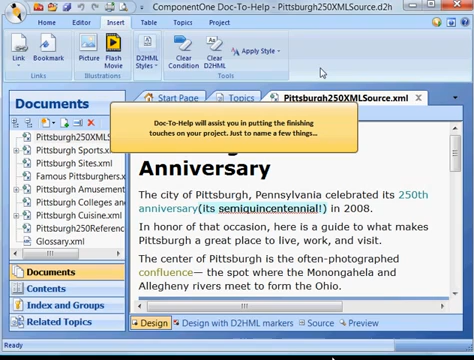 ComponentOne Doc-To-Help - Pittsburgh250XMLSource.d2h
Home Editor Insert Table Project Tools
Link Bookmark Picture Flash Movie D2HML Styles Clear Condition Clear D2HML Apply Style
Links Illustrations Tools
Documents
Start Page Topics Pittsburgh250XMLSource.xml
Doc-To-Help will assist you in putting the finishing
touches on your project. Just to name a few things...
Pittsburgh250XMLS
Pittsburgh Sports.xml
Pittsburgh Sites.xml
Famous Pittsburghers
Pittsburgh Amusemen
Pittsburgh Colleges an
Pittsburgh Cuisine.xml
Pittsburgh250Referenc
Glossary.xml
Anniversary
The city of Pittsburgh, Pennsylvania celebrated its 250th
anniversary(its semiquincentennial!) in 2008.
In honor of that occasion, here is a guide to what makes
Pittsburgh a great place to live, work, and visit.
The center of Pittsburgh is the often-photographed
confluence— the spot where the Monongahela and
Allegheny rivers meet to form the Ohio.
Documents
Contents
Index and Groups
Related Topics
Design Design with D2HML markers Source Preview
Ready